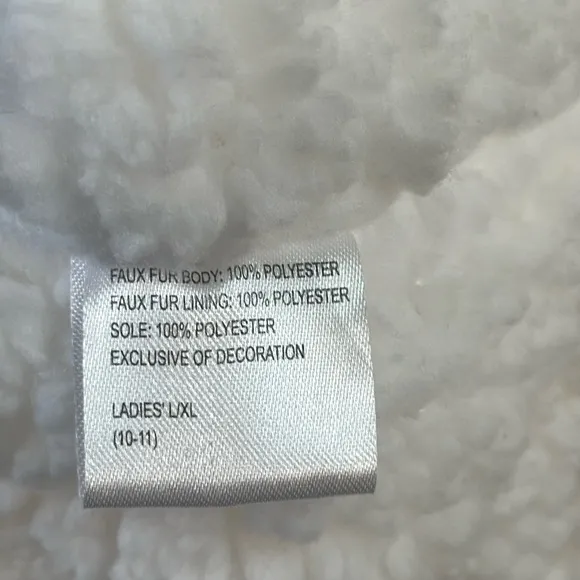 FAUX FUR BODY: 100% POLYESTER
FAUX FUR LINING: 100% POLYESTER
SOLE: 100% POLYESTER
EXCLUSIVE OF DECORATION
LADIES' L/XL
(10-11)